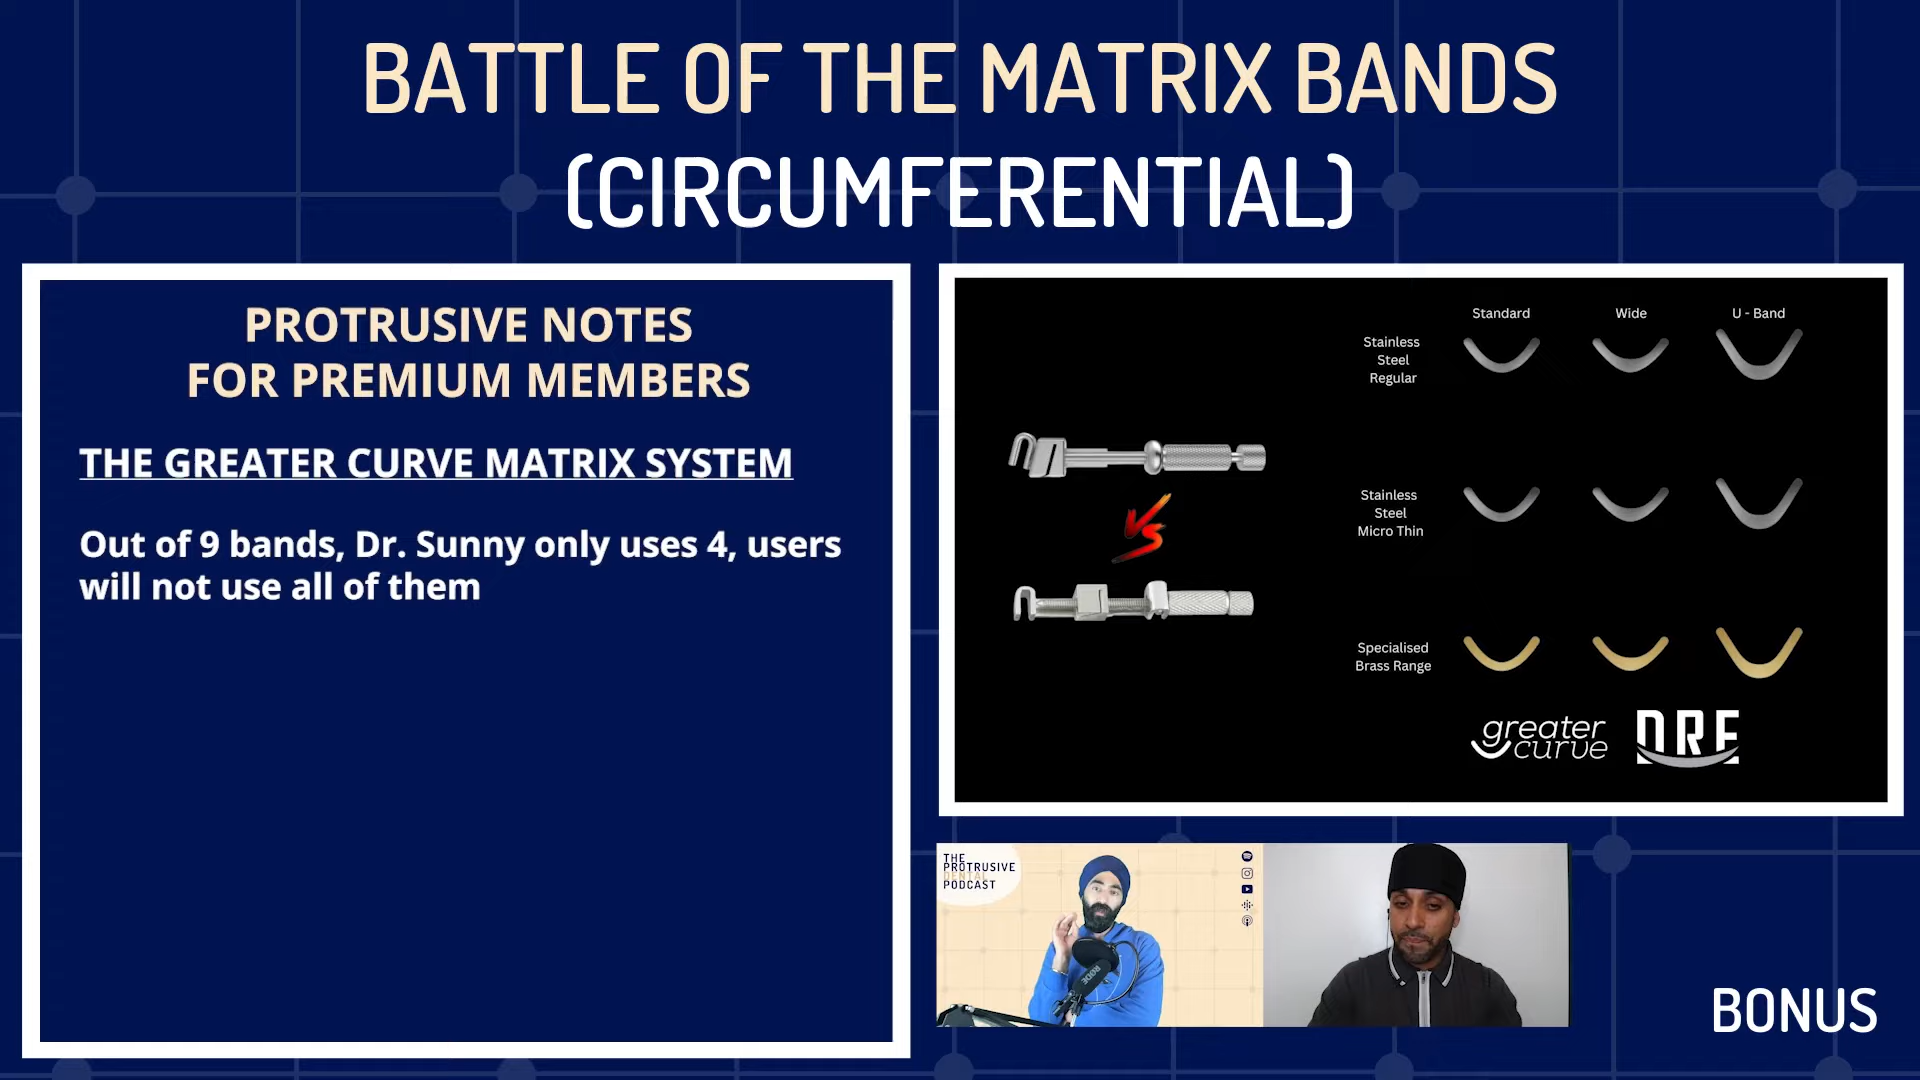 BATTLE OF THE MATRIX BANDS
(CIRCUMFERENTIAL)
PROTRUSIVE NOTES
FOR PREMIUM MEMBERS
THE GREATER CURVE MATRIX SYSTEM
Out of 9 bands, Dr. Sunny only uses 4, users
will not use all of them
Standard
Wide
U - Band
Stainless
Steel
Regular
VS
Stainless
Steel
Micro Thin
Specialised
Brass Range
greater
curve
DRE
THE
PROTRUSIVE
DENTAL
PODCAST
RODE
BONUS